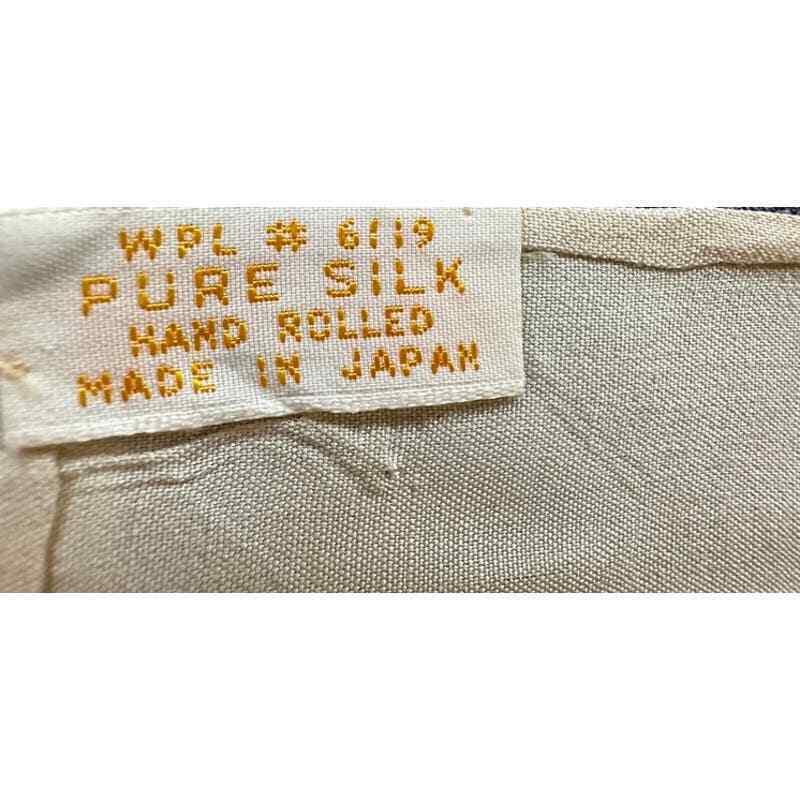 WPL # 6119
PURE SILK
HAND ROLLED
MADE IN JAPAN